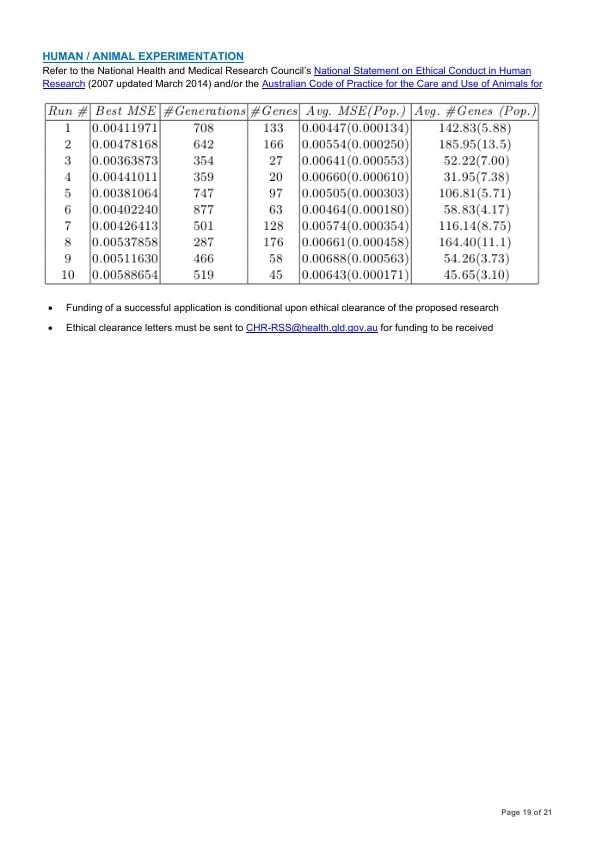 HUMAN / ANIMAL EXPERIMENTATION
Refer to the National Health and Medical Research Council's National Statement on Ethical Conduct in Human
Research (2007 updated March 2014) and/or the Australian Code of Practice for the Care and Use of Animals for
Run # Best MSE #Generations #Genes Avg. MSE(Pop.) Avg. #Genes (Pop.)
1 0.00411971 708 133 0.00447(0.000134) 142.83(5.88)
2 0.00478168 642 166 0.00554(0.000250) 185.95(13.5)
3 0.00363873 354 27 0.00641(0.000553) 52.22(7.00)
4 0.00441011 359 20 0.00660(0.000610) 31.95(7.38)
5 0.00381064 747 97 0.00505(0.000303) 106.81(5.71)
6 0.00402240 877 63 0.00464(0.000180) 58.83(4.17)
7 0.00426413 501 128 0.00574(0.000354) 116.14(8.75)
8 0.00537858 287 176 0.00661(0.000458) 164.40(11.1)
9 0.00511630 466 58 0.00688(0.000563) 54.26(3.73)
10 0.00588654 519 45 0.00643(0.000171) 45.65(3.10)
• Funding of a successful application is conditional upon ethical clearance of the proposed research
• Ethical clearance letters must be sent to CHR-RSS@health.qld.gov.au for funding to be received
Page 19 of 21